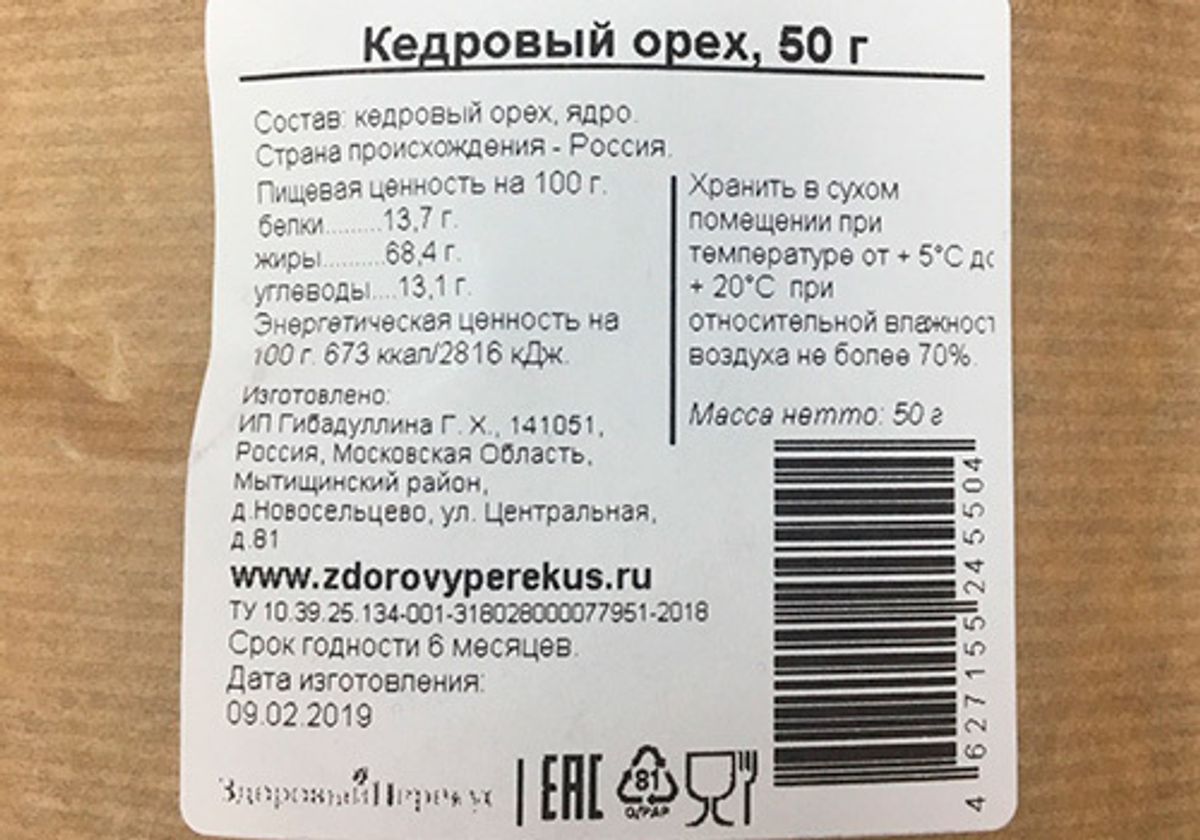 Кедровый орех, 50 г
Состав: кедровый орех, ядро.
Страна происхождения - Россия.
Пищевая ценность на 100 г.
белки.........13,7 г.
жиры..........68,4 г.
углеводы....13,1 г.
Энергетическая ценность на
100 г. 673 ккал/2816 кДж.
Хранить в сухом
помещении при
температуре от + 5°C до
+ 20°C при
относительной влажност
воздуха не более 70%.
Масса нетто: 50 г
Изготовлено:
ИП Гибадуллина Г. Х., 141051,
Россия, Московская Область,
Мытищинский район,
д.Новосельцево, ул. Центральная,
д.81
www.zdorovyperekus.ru
ТУ 10.39.25.134-001-318028000077951-2018
Срок годности 6 месяцев.
Дата изготовления:
09.02.2019
ЗдоровыйПерекус
EAC
81
C/PAP
4 627155 245504